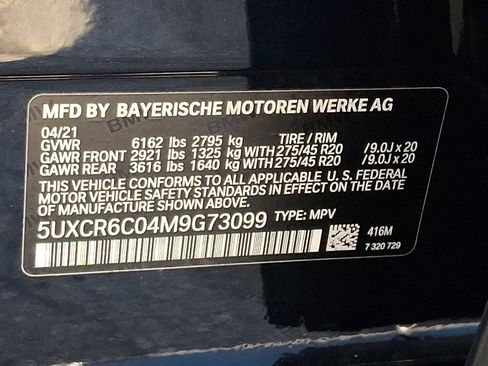 MFD BY BAYERISCHE MOTOREN WERKE AG
04/21
GVWR 6162 lbs 2795 kg TIRE / RIM
GAWR FRONT 2921 lbs 1325 kg WITH 275/45 R20 / 9.0J x 20
GAWR REAR 3616 lbs 1640 kg WITH 275/45 R20 / 9.0J x 20
THIS VEHICLE CONFORMS TO ALL APPLICABLE U.S. FEDERAL
MOTOR VEHICLE SAFETY STANDARDS IN EFFECT ON THE
DATE OF MANUFACTURE SHOWN ABOVE.
5UXCR6C04M9G73099 TYPE: MPV
416M
7 320 729